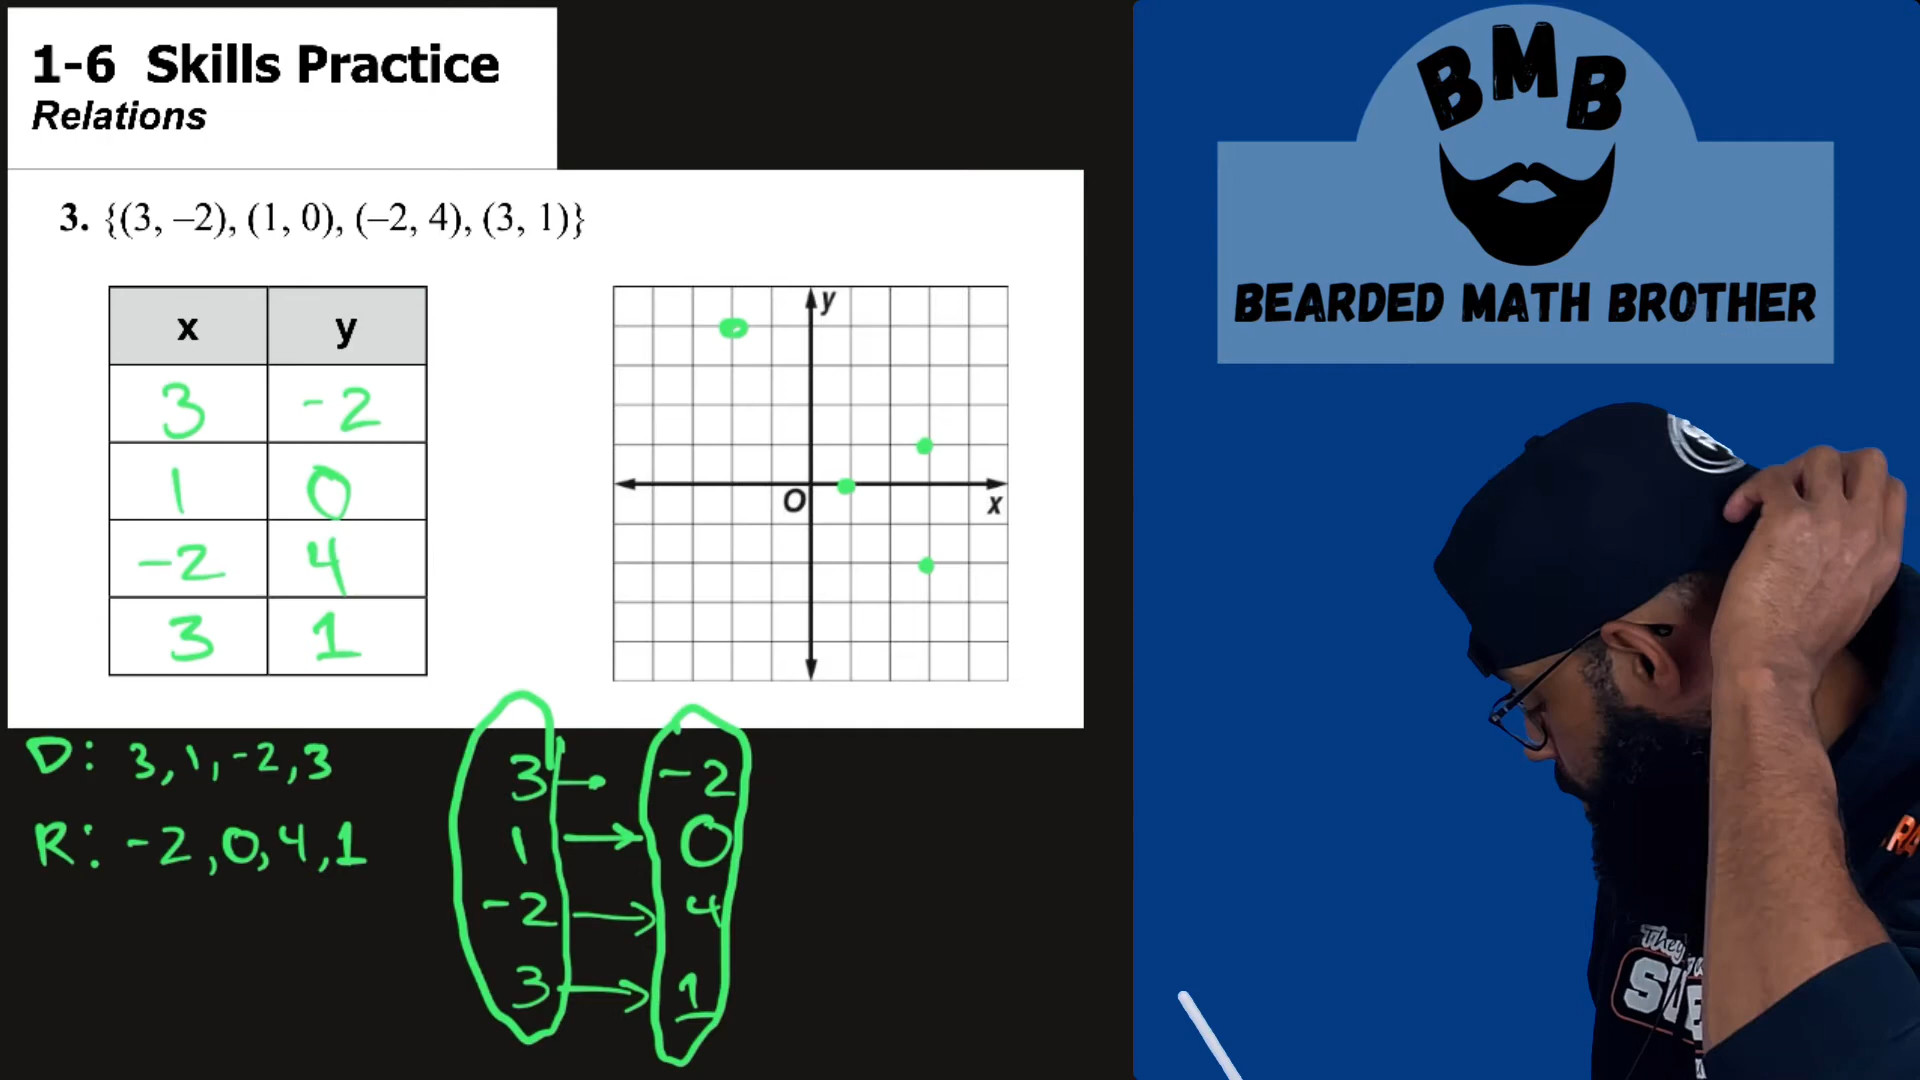 1-6 Skills Practice
Relations
3. {(3, –2), (1, 0), (–2, 4), (3, 1)}
x y
3 -2
1 0
-2 4
3 1
y
O
x
D: 3, 1, -2, 3
R: -2, 0, 4, 1
3 -2
1 0
-2 4
3 1
BMB
BEARDED MATH BROTHER
They